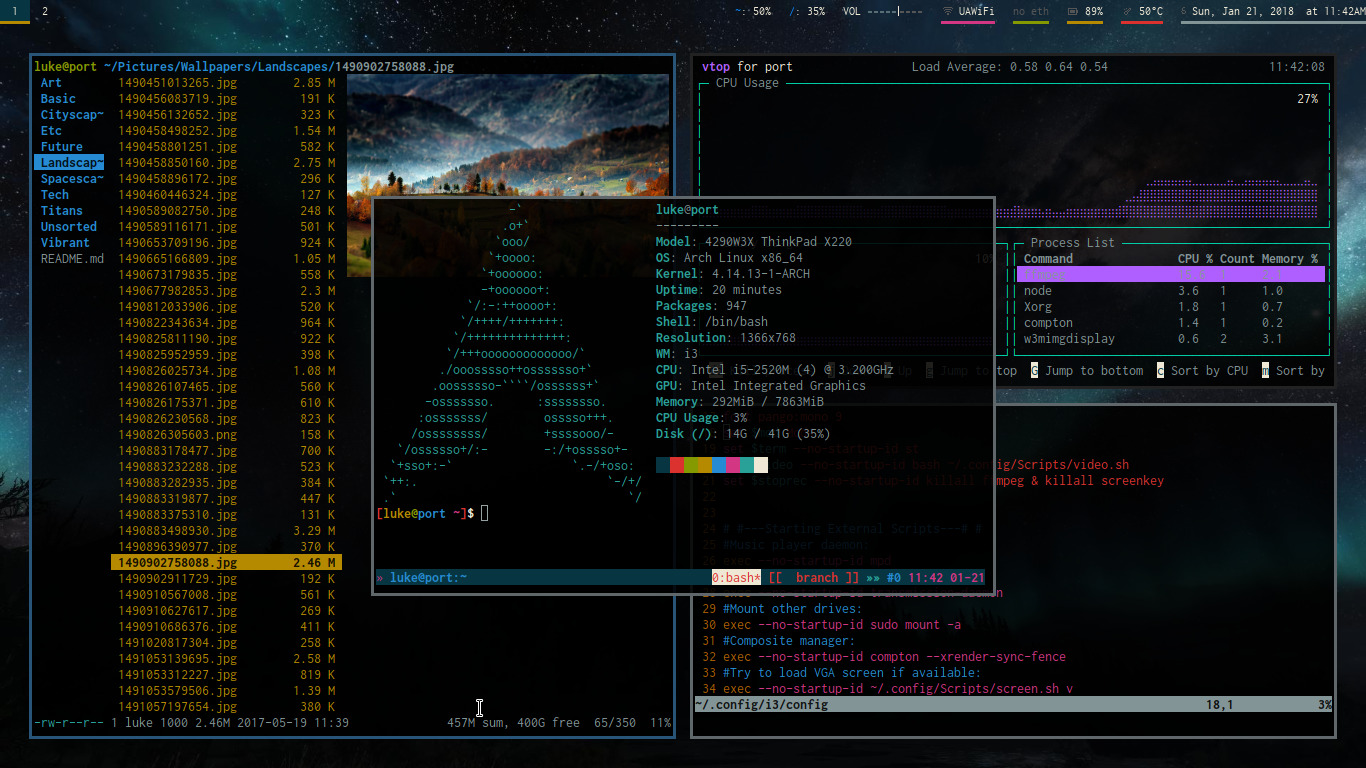 1 2 ~: 50% /: 35% VOL -----|---- UAWiFi no eth 89% 50°C Sun, Jan 21, 2018 at 11:42AM
luke@port ~/Pictures/Wallpapers/Landscapes/1490902758088.jpg
Art 1490451013265.jpg 2.85 M
Basic 1490456083719.jpg 191 K
Cityscap~ 1490456132652.jpg 323 K
Etc 1490458498252.jpg 1.54 M
Future 1490458801251.jpg 582 K
Landscap~ 1490458850160.jpg 2.75 M
Spacesca~ 1490458896172.jpg 296 K
Tech 1490460446324.jpg 127 K
Titans 1490589082750.jpg 248 K
Unsorted 1490589116171.jpg 501 K
Vibrant 1490653709196.jpg 924 K
README.md 1490665166809.jpg 1.05 M
1490673179835.jpg 558 K
1490677982853.jpg 2.3 M
1490812033906.jpg 520 K
1490822343634.jpg 964 K
1490825811190.jpg 922 K
1490825952959.jpg 398 K
1490826025734.jpg 1.08 M
1490826107465.jpg 560 K
1490826175371.jpg 610 K
1490826230568.jpg 823 K
1490826305603.png 158 K
1490883178477.jpg 700 K
1490883232288.jpg 523 K
1490883282935.jpg 384 K
1490883319877.jpg 447 K
1490883375310.jpg 131 K
1490883498930.jpg 3.29 M
1490896390977.jpg 370 K
1490902758088.jpg 2.46 M
1490902911729.jpg 192 K
1490910567008.jpg 561 K
1490910627617.jpg 269 K
1490910686376.jpg 411 K
1491020817304.jpg 258 K
1491053139695.jpg 2.58 M
1491053312227.jpg 819 K
1491053579506.jpg 1.39 M
1491057197654.jpg 380 K
-rw-r--r-- 1 luke 1000 2.46M 2017-05-19 11:39 457M sum, 400G free 65/350 11%
luke@port
---------
Model: 4290W3X ThinkPad X220
OS: Arch Linux x86_64
Kernel: 4.14.13-1-ARCH
Uptime: 20 minutes
Packages: 947
Shell: /bin/bash
Resolution: 1366x768
WM: i3
CPU: Intel i5-2520M (4) @ 3.200GHz
GPU: Intel Integrated Graphics
Memory: 292MiB / 7863MiB
CPU Usage: 3%
Disk (/): 14G / 41G (35%)
[luke@port ~]$
» luke@port:~ 0:bash* [[ branch ]] »» #0 11:42 01-21
vtop for port Load Average: 0.58 0.64 0.54 11:42:08
CPU Usage
27%
Process List
Command CPU % Count Memory %
node 3.6 1 1.0
Xorg 1.8 1 0.7
compton 1.4 1 0.2
w3mimgdisplay 0.6 2 3.1
top G Jump to bottom c Sort by CPU m Sort by
--no-startup-id bash ~/.config/Scripts/video.sh
21 set $stoprec --no-startup-id killall ffmpeg & killall screenkey
22
23
24 # #---Starting External Scripts---# #
25 #Music player daemon:
exec --no-startup-id mpd
exec --no-startup-id transmission-daemon
29 #Mount other drives:
30 exec --no-startup-id sudo mount -a
31 #Composite manager:
32 exec --no-startup-id compton --xrender-sync-fence
33 #Try to load VGA screen if available:
34 exec --no-startup-id ~/.config/Scripts/screen.sh v
~/.config/i3/config 18,1 3%